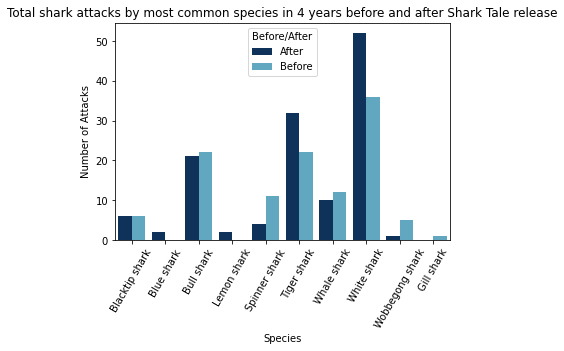 Total shark attacks by most common species in 4 years before and after Shark Tale release
Before/After
After
Before
Number of Attacks
50
40
30
20
10
0
Blacktip shark
Blue shark
Bull shark
Lemon shark
Spinner shark
Tiger shark
Whale shark
White shark
Wobbegong shark
Gill shark
Species